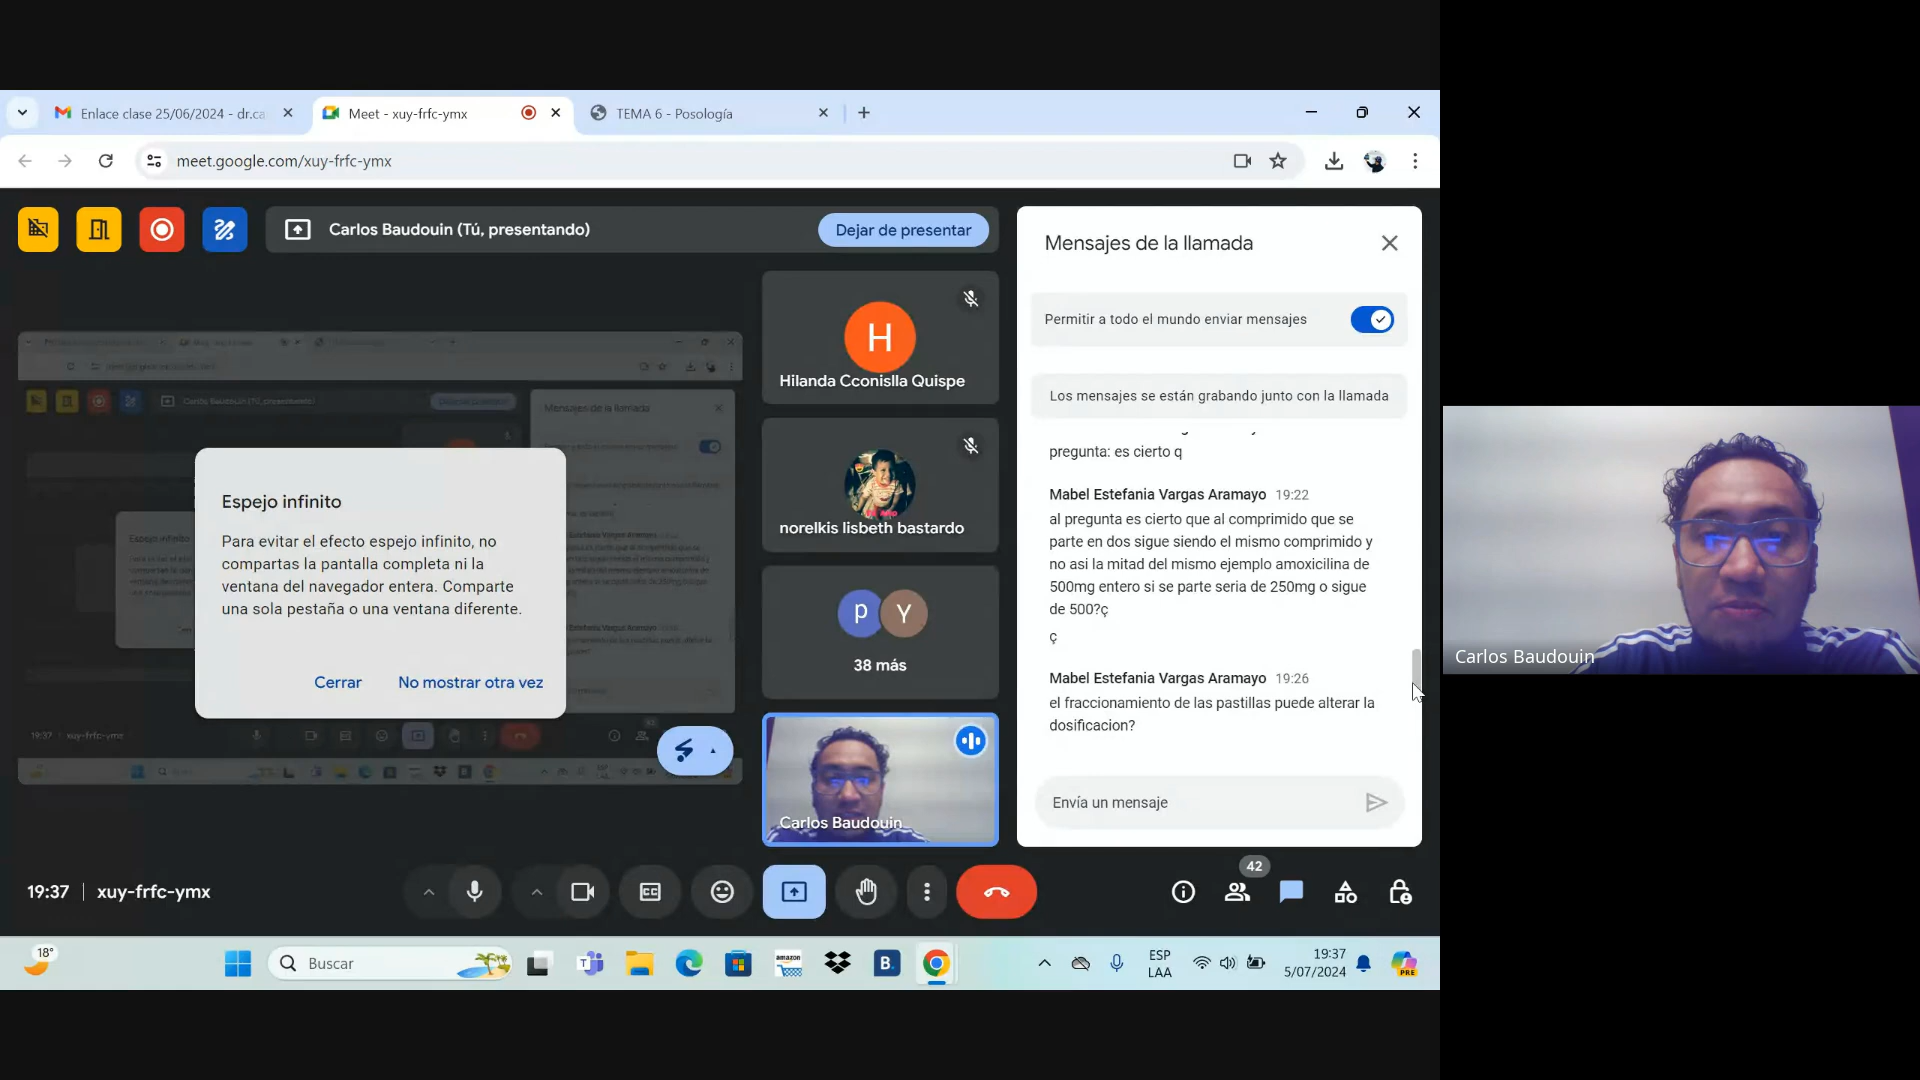 Enlace clase 25/06/2024 - dr.ca
Meet - xuy-frfc-ymx
TEMA 6 - Posología
meet.google.com/xuy-frfc-ymx
Carlos Baudouin (Tú, presentando)
Dejar de presentar
Mensajes de la llamada
Permitir a todo el mundo enviar mensajes
Los mensajes se están grabando junto con la llamada
pregunta: es cierto q
Mabel Estefania Vargas Aramayo 19:22
al pregunta es cierto que al comprimido que se
parte en dos sigue siendo el mismo comprimido y
no asi la mitad del mismo ejemplo amoxicilina de
500mg entero si se parte seria de 250mg o sigue
de 500?ç
ç
Mabel Estefania Vargas Aramayo 19:26
el fraccionamiento de las pastillas puede alterar la
dosificacion?
Envía un mensaje
H
Hilanda Cconislla Quispe
norelkis lisbeth bastardo
p Y
38 más
Carlos Baudouin
Espejo infinito
Para evitar el efecto espejo infinito, no
compartas la pantalla completa ni la
ventana del navegador entera. Comparte
una sola pestaña o una ventana diferente.
Cerrar
No mostrar otra vez
19:37 | xuy-frfc-ymx
42
18°
Buscar
amazon
B.
ESP
LAA
19:37
5/07/2024
PRE
Carlos Baudouin